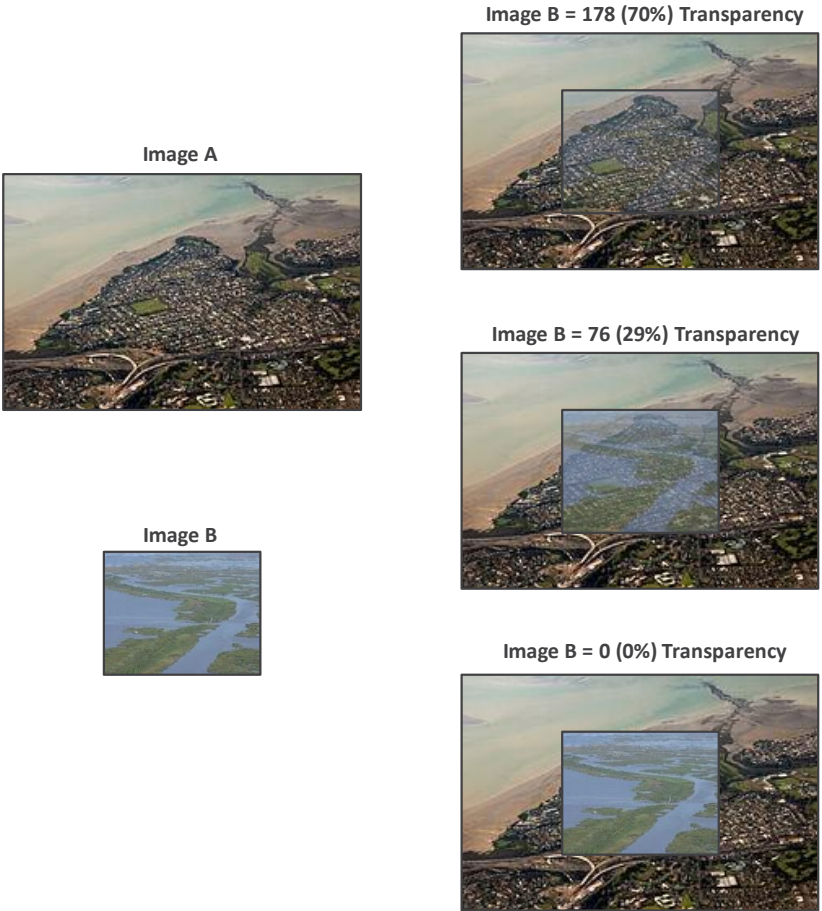 Image A
Image B
Image B = 178 (70%) Transparency
Image B = 76 (29%) Transparency
Image B = 0 (0%) Transparency